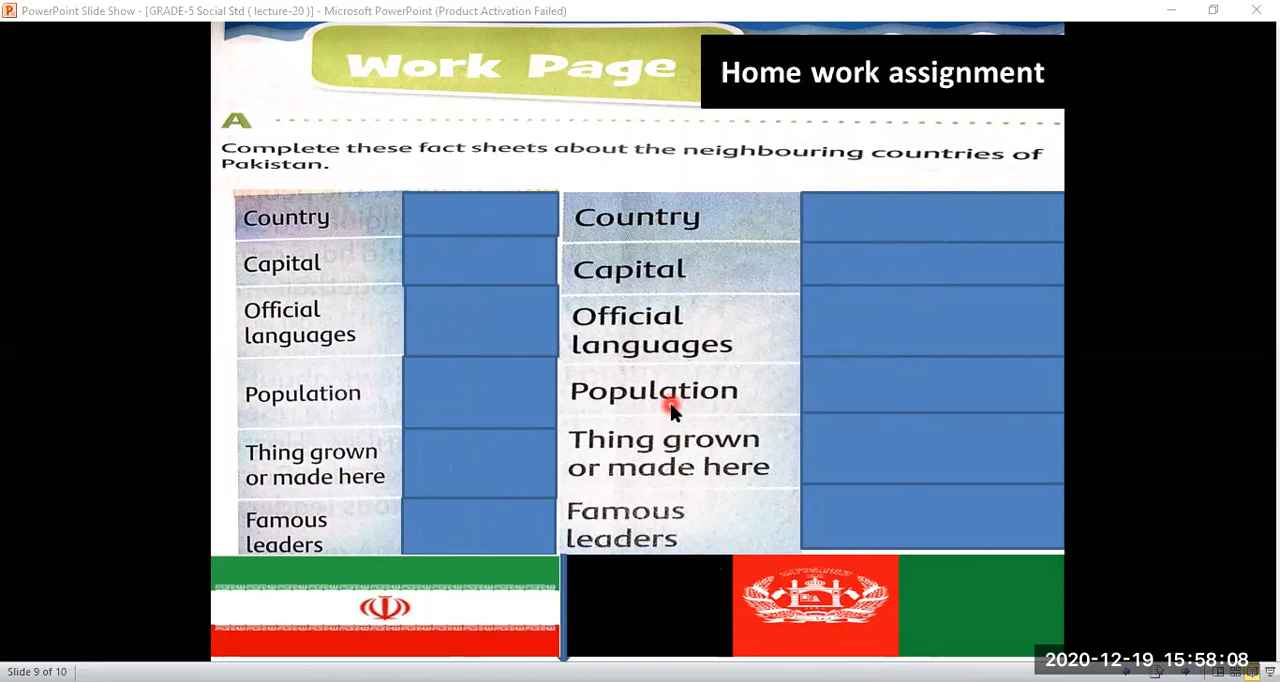 PowerPoint Slide Show - [GRADE-5 Social Std ( lecture-20 )] - Microsoft PowerPoint (Product Activation Failed)
Work Page
Home work assignment
A
Complete these fact sheets about the neighbouring countries of
Pakistan.
Country
Capital
Official
languages
Population
Thing grown
or made here
Famous
leaders
Country
Capital
Official
languages
Population
Thing grown
or made here
Famous
leaders
2020-12-19 15:58:08
Slide 9 of 10